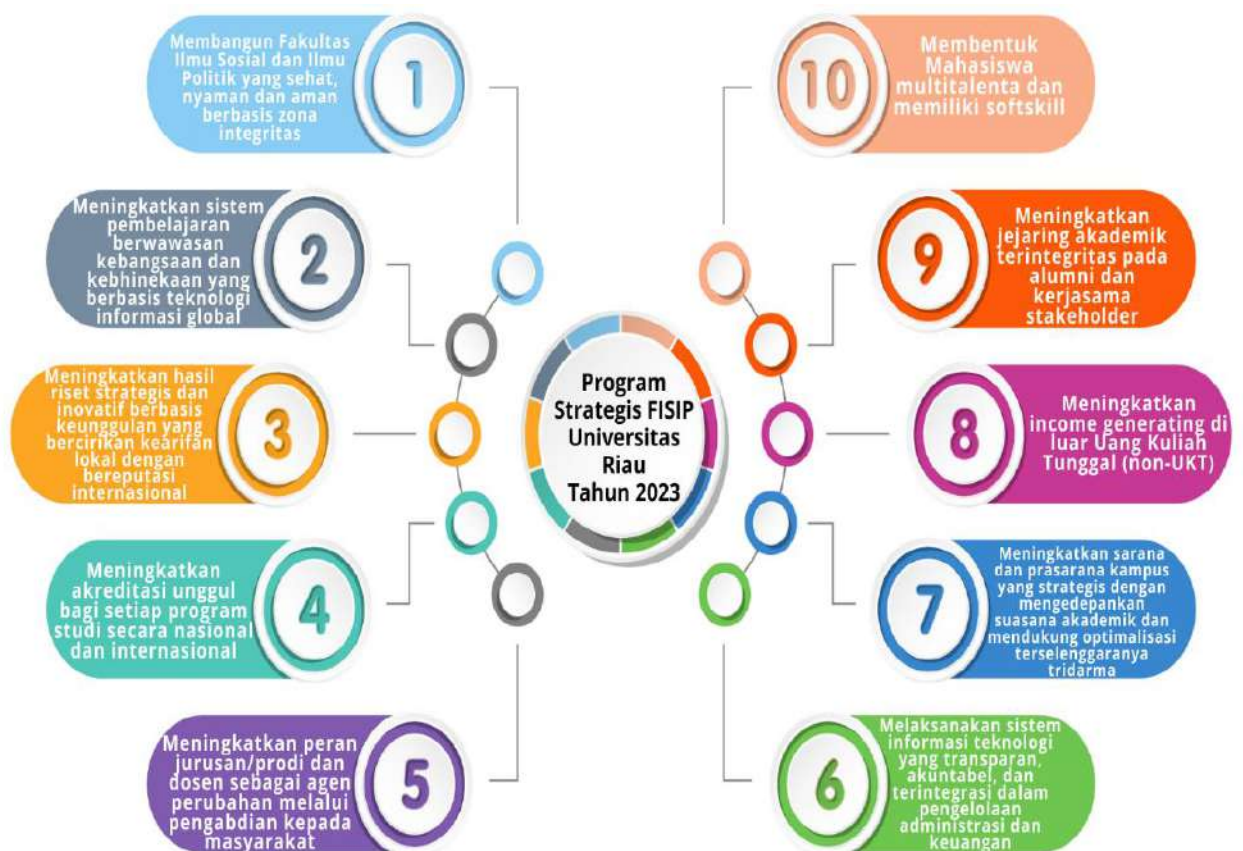 Membangun Fakultas
Ilmu Sosial dan Ilmu
Politik yang sehat,
nyaman dan aman
berbasis zona
integritas
1
Meningkatkan sistem
pembelajaran
berwawasan
kebangsaan dan
kebhinekaan yang
berbasis teknologi
informasi global
2
Meningkatkan hasil
riset strategis dan
inovatif berbasis
keunggulan yang
bercirikan kearifan
lokal dengan
bereputasi
internasional
3
Meningkatkan
akreditasi unggul
bagi setiap program
studi secara nasional
dan internasional
4
Meningkatkan peran
jurusan/prodi dan
dosen sebagai agen
perubahan melalui
pengabdian kepada
masyarakat
5
Program
Strategis FISIP
Universitas
Riau
Tahun 2023
10
Membentuk
Mahasiswa
multitalenta dan
memiliki softskill
9
Meningkatkan
jejaring akademik
terintegritas pada
alumni dan
kerjasama
stakeholder
8
Meningkatkan
income generating di
luar Uang Kuliah
Tunggal (non-UKT)
7
Meningkatkan sarana
dan prasarana kampus
yang strategis dengan
mengedepankan
suasana akademik dan
mendukung optimalisasi
terselenggaranya
tridarma
6
Melaksanakan sistem
informasi teknologi
yang transparan,
akuntabel, dan
terintegrasi dalam
pengelolaan
administrasi dan
keuangan